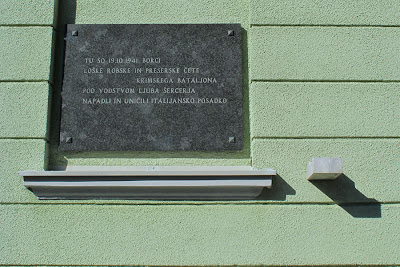 TU SO 19.10.1941 BORCI
LOŠKE ROBSKE IN PREŠERSKE ČETE
KRIMSKEGA BATALJONA
POD VODSTVOM LJUBA ŠERCERJA
NAPADLI IN UNIČILI ITALIJANSKO POSADKO